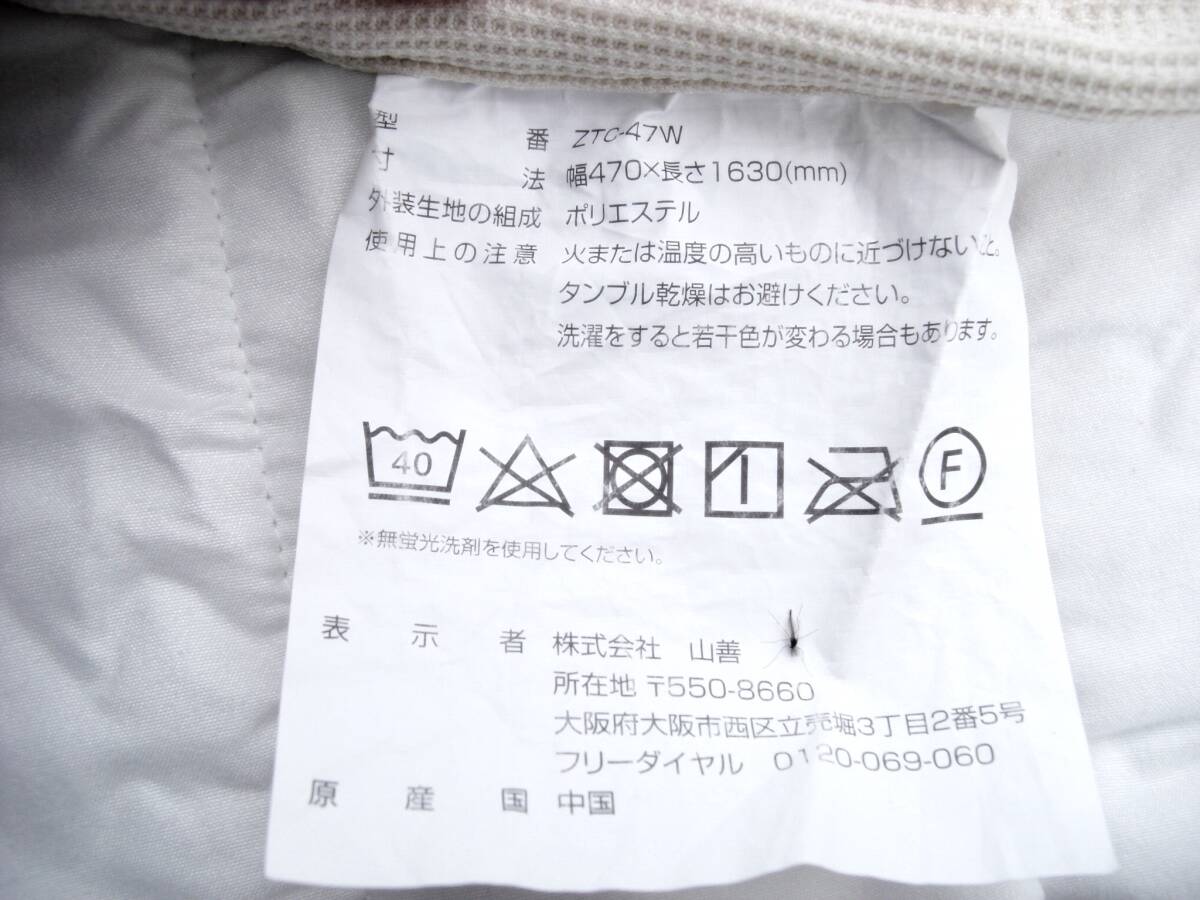 型番 ZTC-47W
寸法 幅470×長さ1630(mm)
外装生地の組成 ポリエステル
使用上の注意 火または温度の高いものに近づけないこと。
タンブル乾燥はお避けください。
洗濯をすると若干色が変わる場合もあります。
40 F
※無蛍光洗剤を使用してください。
表示者 株式会社 山善
所在地 〒550-8660
大阪府大阪市西区立売堀3丁目2番5号
フリーダイヤル 0120-069-060
原産国 中国